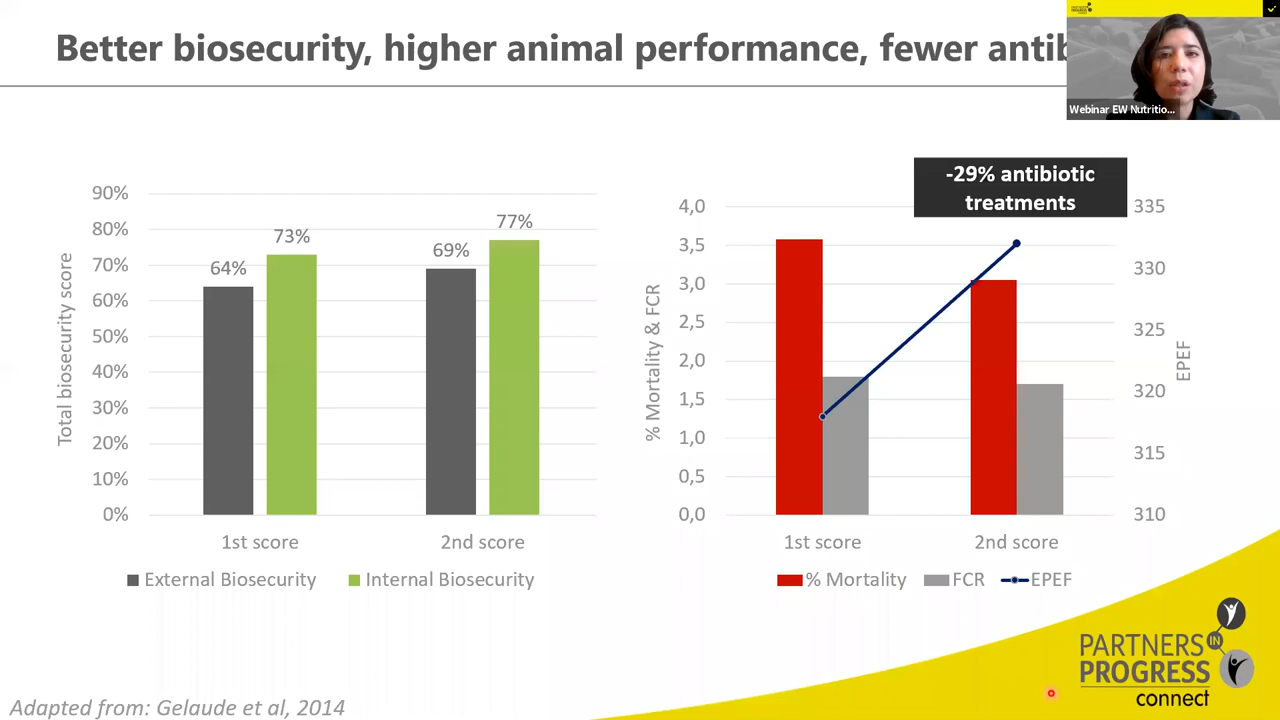 Better biosecurity, higher animal performance, fewer
PARTNERS
IN
PROGRESS
connect
Webinar EW Nutritio...
-29% antibiotic
treatments
90%
80%
70%
60%
50%
40%
30%
20%
10%
0%
Total biosecurity score
64%
73%
69%
77%
1st score
2nd score
External Biosecurity
Internal Biosecurity
4,0
3,5
3,0
2,5
2,0
1,5
1,0
0,5
0,0
% Mortality & FCR
335
330
325
320
315
310
EPEF
1st score
2nd score
% Mortality
FCR
EPEF
PARTNERS
IN
PROGRESS
connect
Adapted from: Gelaude et al, 2014